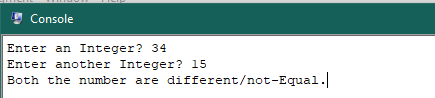 Console
Enter an Integer? 34
Enter another Integer? 15
Both the number are different/not-Equal.